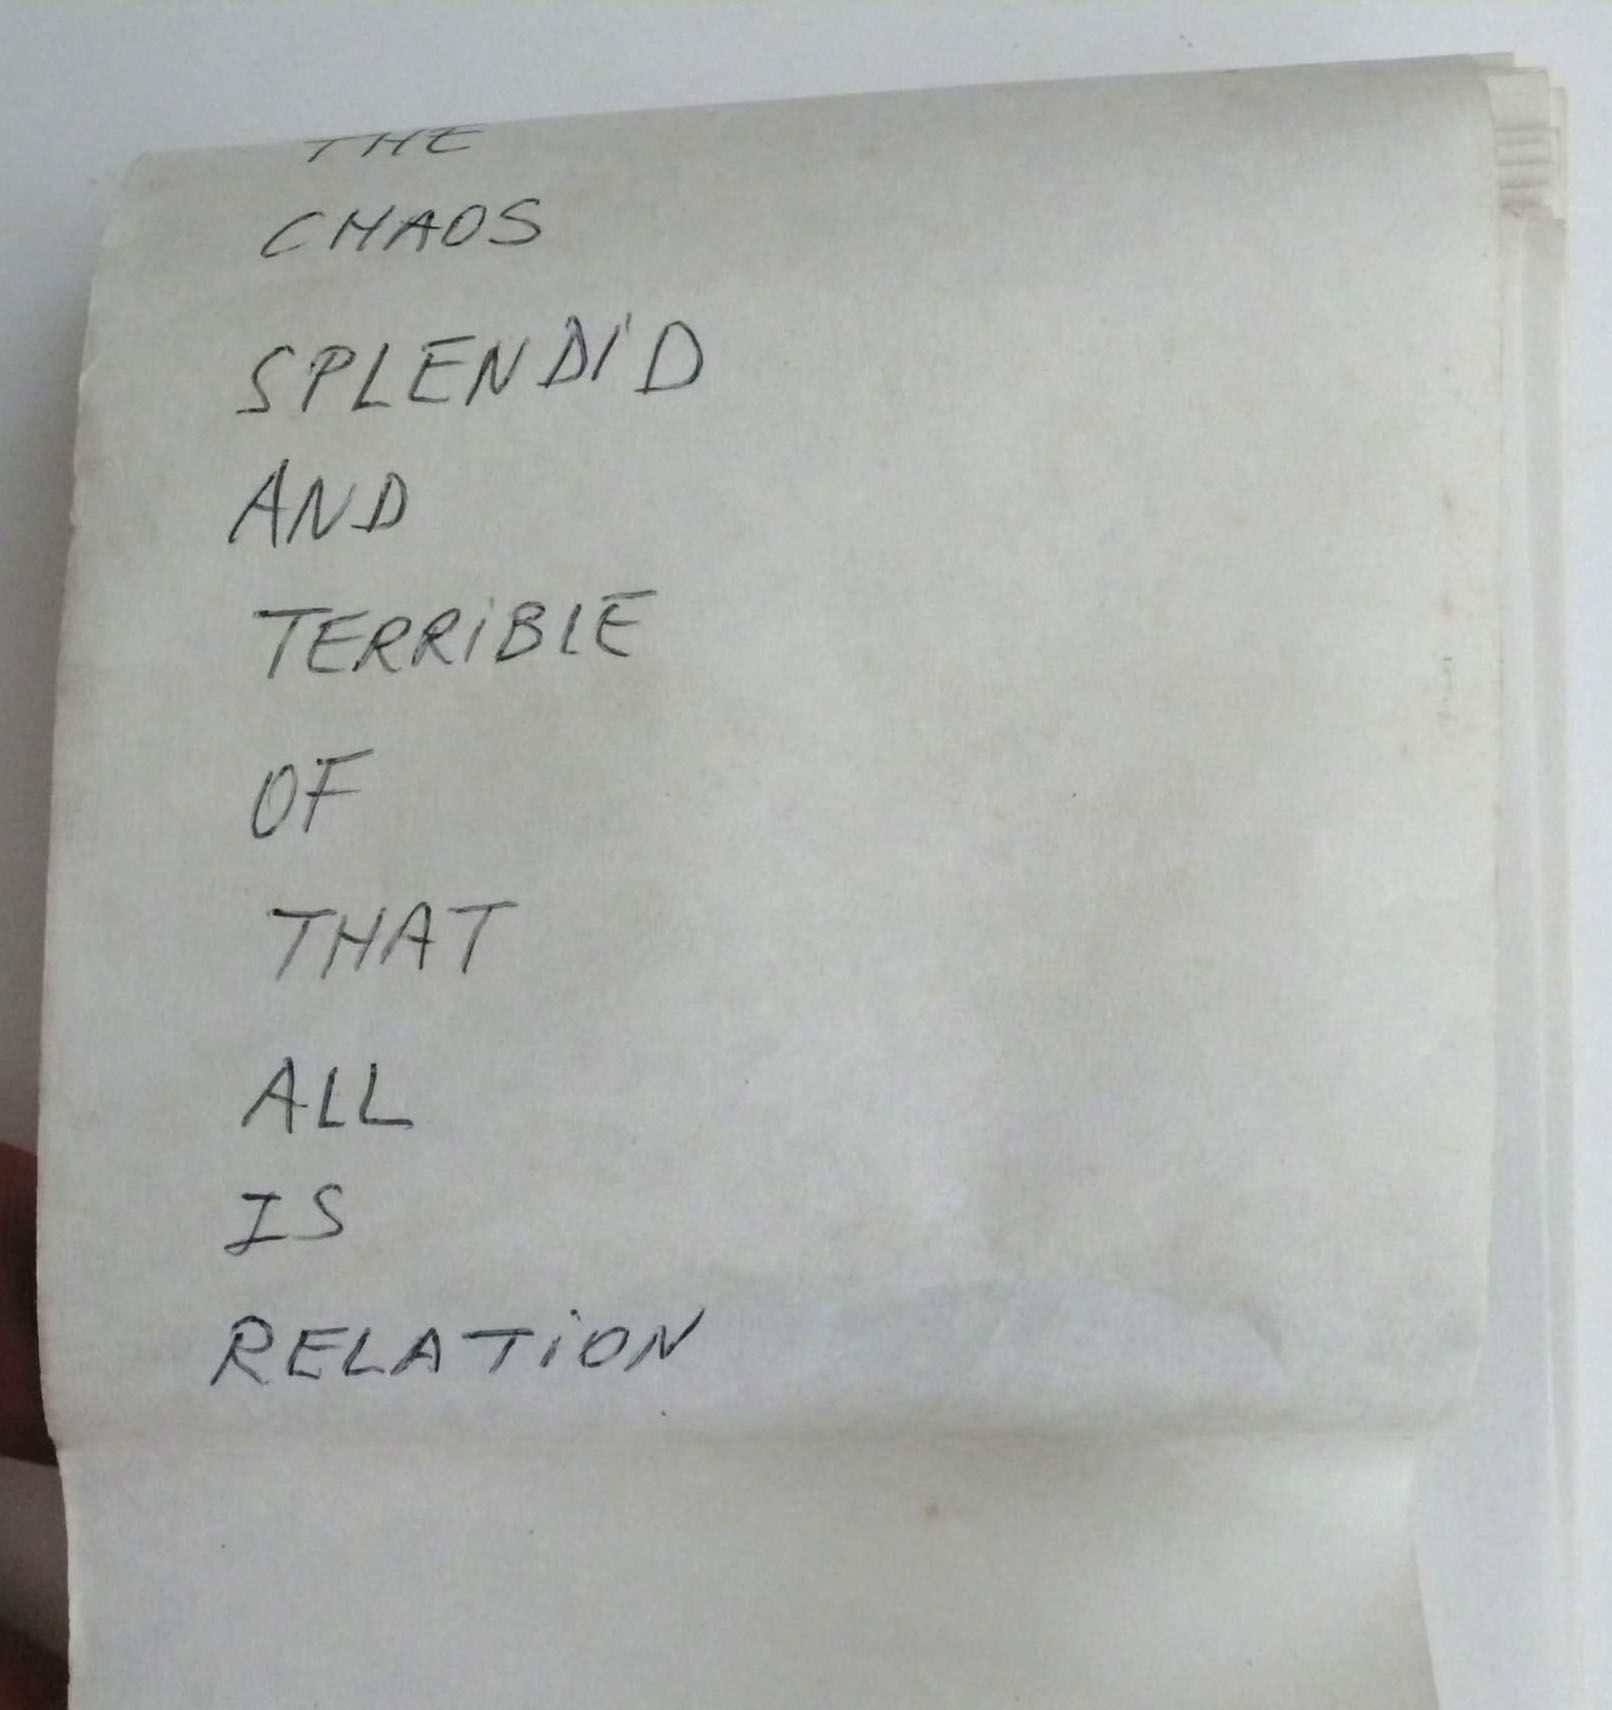 THE
CHAOS
SPLENDID
AND
TERRIBLE
OF
THAT
ALL
IS
RELATION